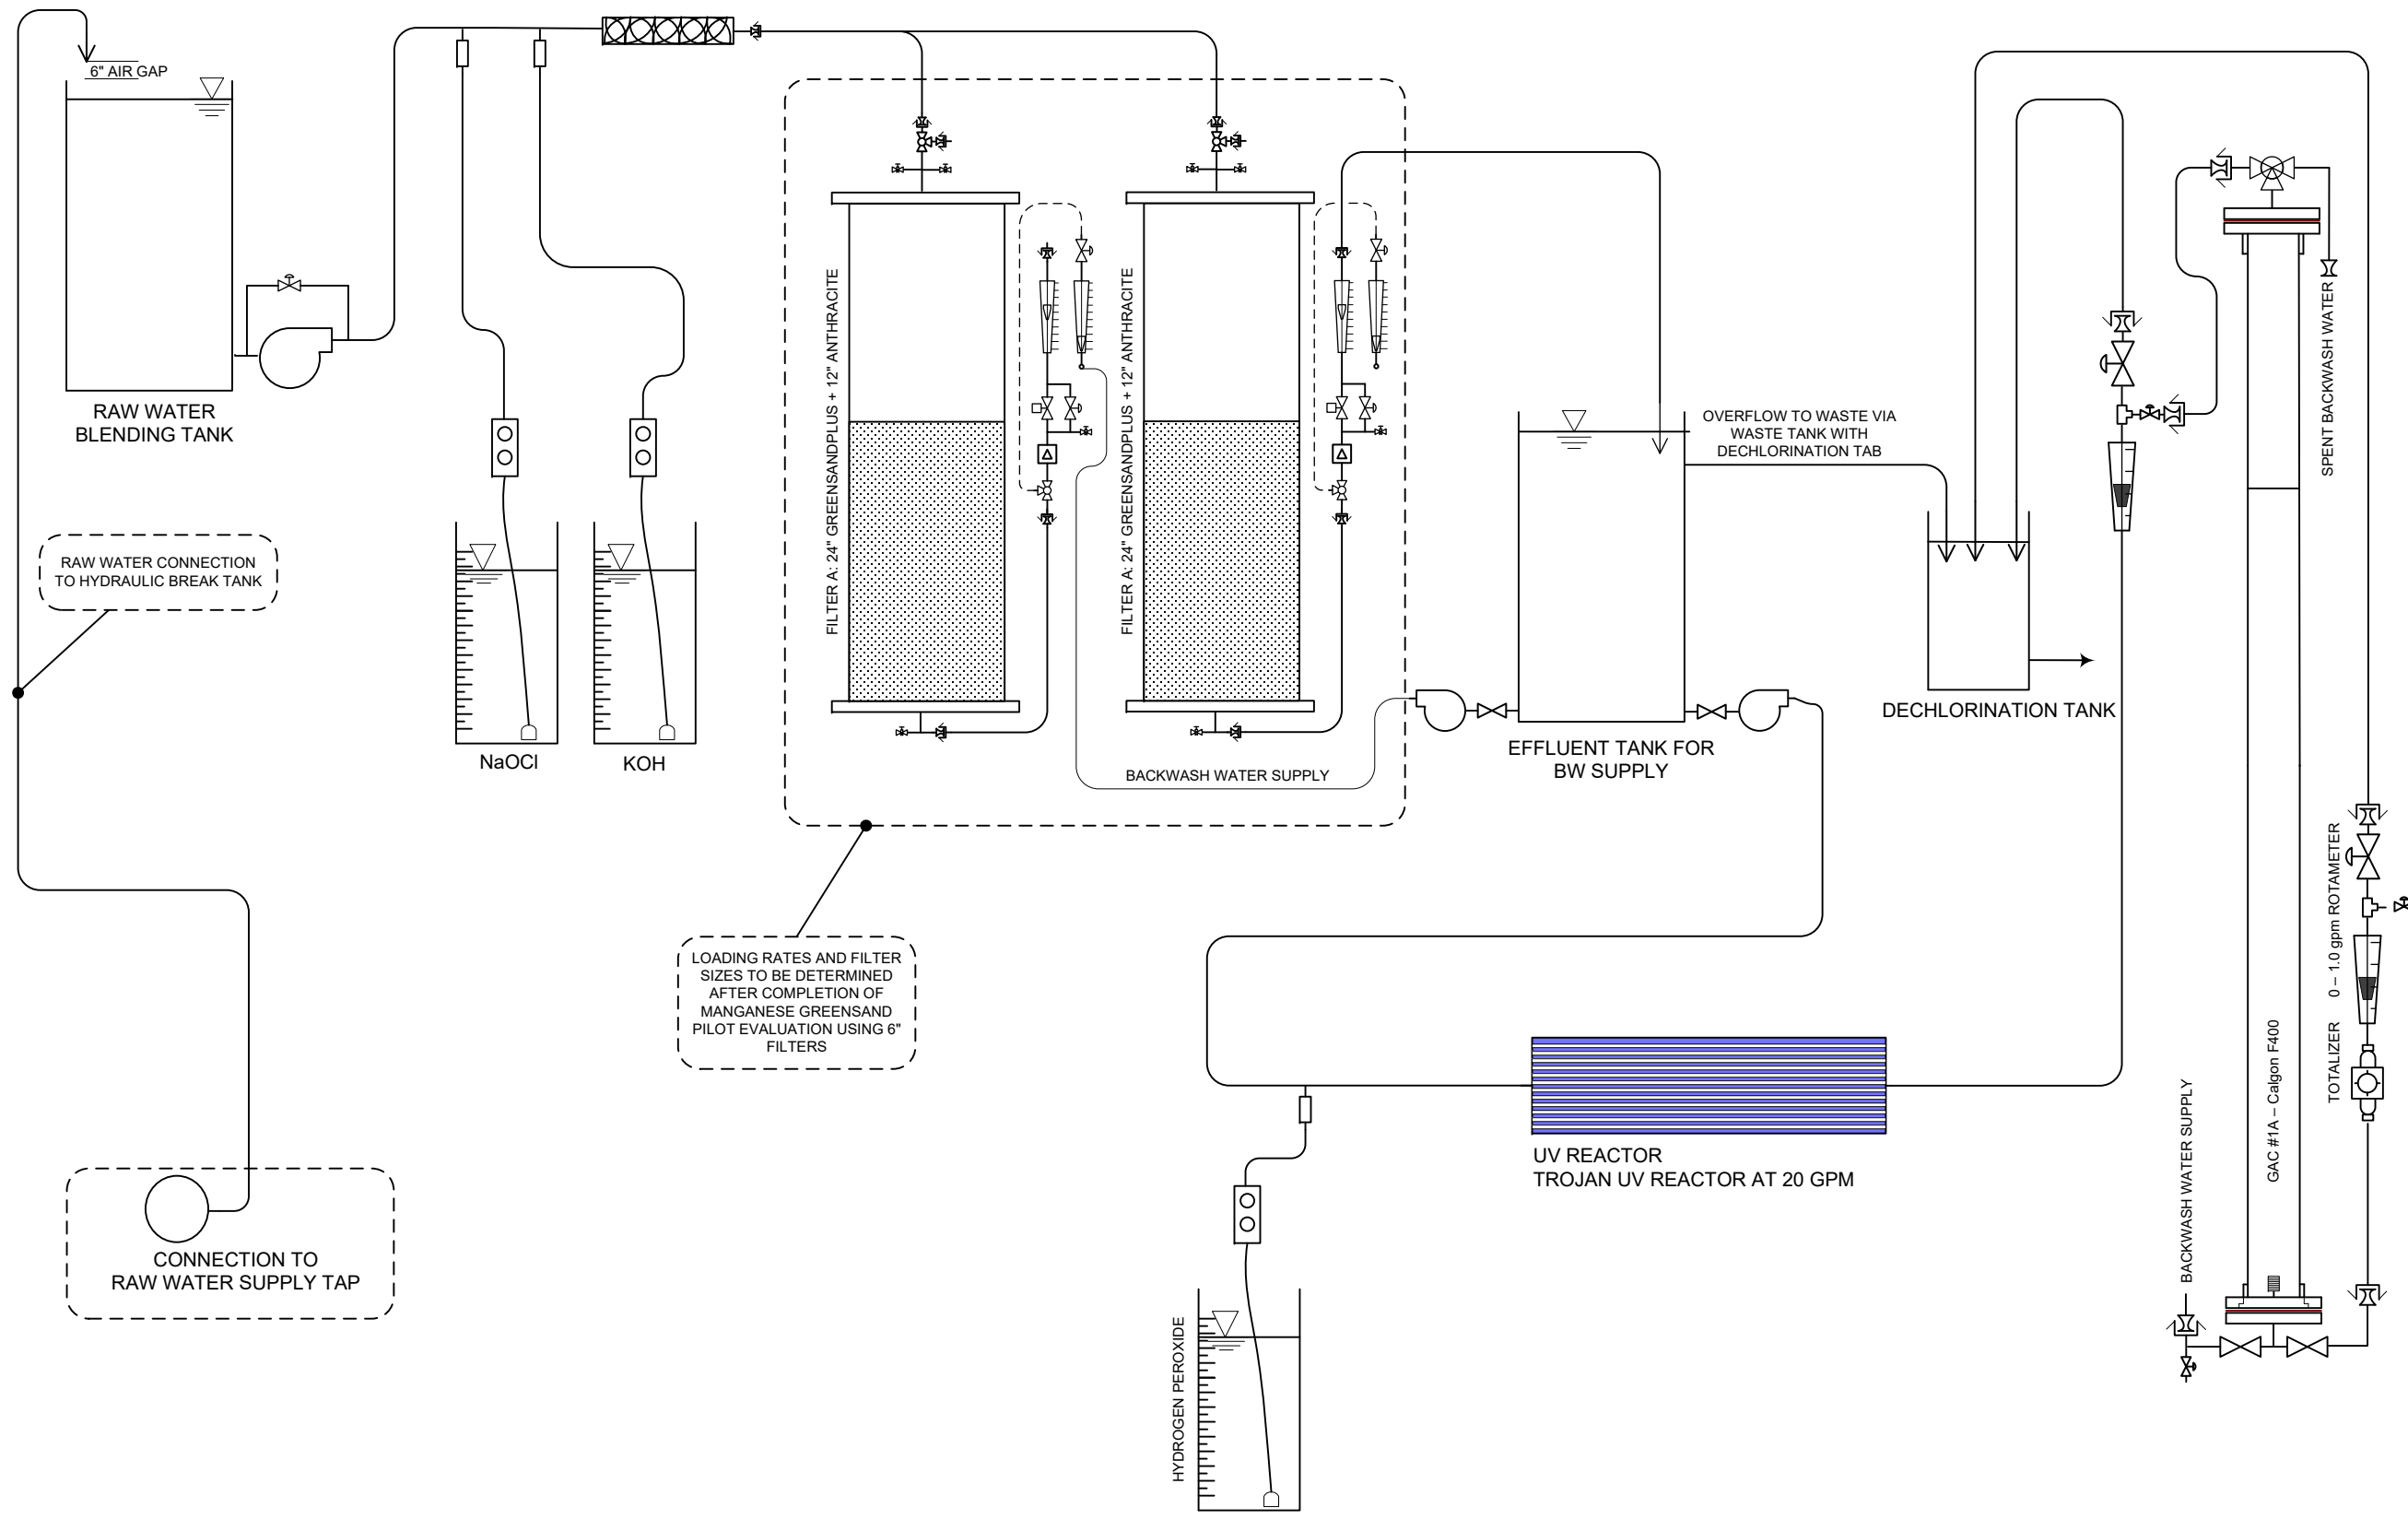 6" AIR GAP
RAW WATER
BLENDING TANK
RAW WATER CONNECTION
TO HYDRAULIC BREAK TANK
CONNECTION TO
RAW WATER SUPPLY TAP
NaOCl
KOH
FILTER A: 24" GREENSANDPLUS + 12" ANTHRACITE
FILTER A: 24" GREENSANDPLUS + 12" ANTHRACITE
BACKWASH WATER SUPPLY
LOADING RATES AND FILTER
SIZES TO BE DETERMINED
AFTER COMPLETION OF
MANGANESE GREENSAND
PILOT EVALUATION USING 6"
FILTERS
EFFLUENT TANK FOR
BW SUPPLY
OVERFLOW TO WASTE VIA
WASTE TANK WITH
DECHLORINATION TAB
DECHLORINATION TANK
HYDROGEN PEROXIDE
UV REACTOR
TROJAN UV REACTOR AT 20 GPM
SPENT BACKWASH WATER
BACKWASH WATER SUPPLY
GAC #1A – Calgon F400
TOTALIZER
0 – 1.0 gpm ROTAMETER